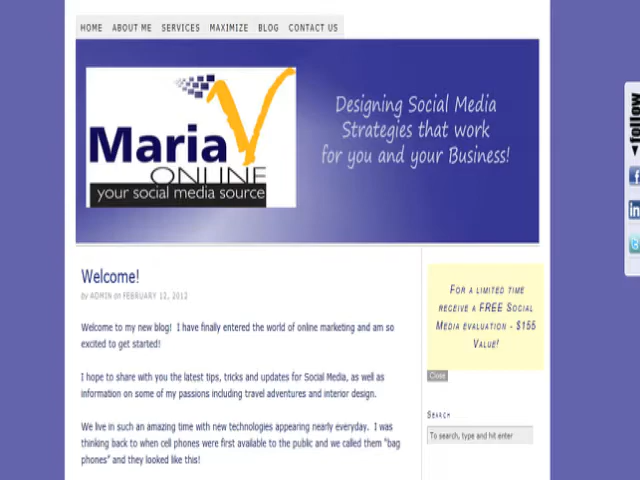 HOME ABOUT ME SERVICES MAXIMIZE BLOG CONTACT US
Maria V
ONLINE
your social media source
Designing Social Media
Strategies that work
for you and your Business!
follow
Welcome!
by ADMIN on FEBRUARY 12, 2012
Welcome to my new blog! I have finally entered the world of online marketing and am so
excited to get started!
I hope to share with you the latest tips, tricks and updates for Social Media, as well as
information on some of my passions including travel adventures and interior design.
We live in such an amazing time with new technologies appearing nearly everyday. I was
thinking back to when cell phones were first available to the public and we called them "bag
phones" and they looked like this!
For a limited time
receive a FREE Social
Media evaluation - $155
Value!
Close
Search
To search, type and hit enter